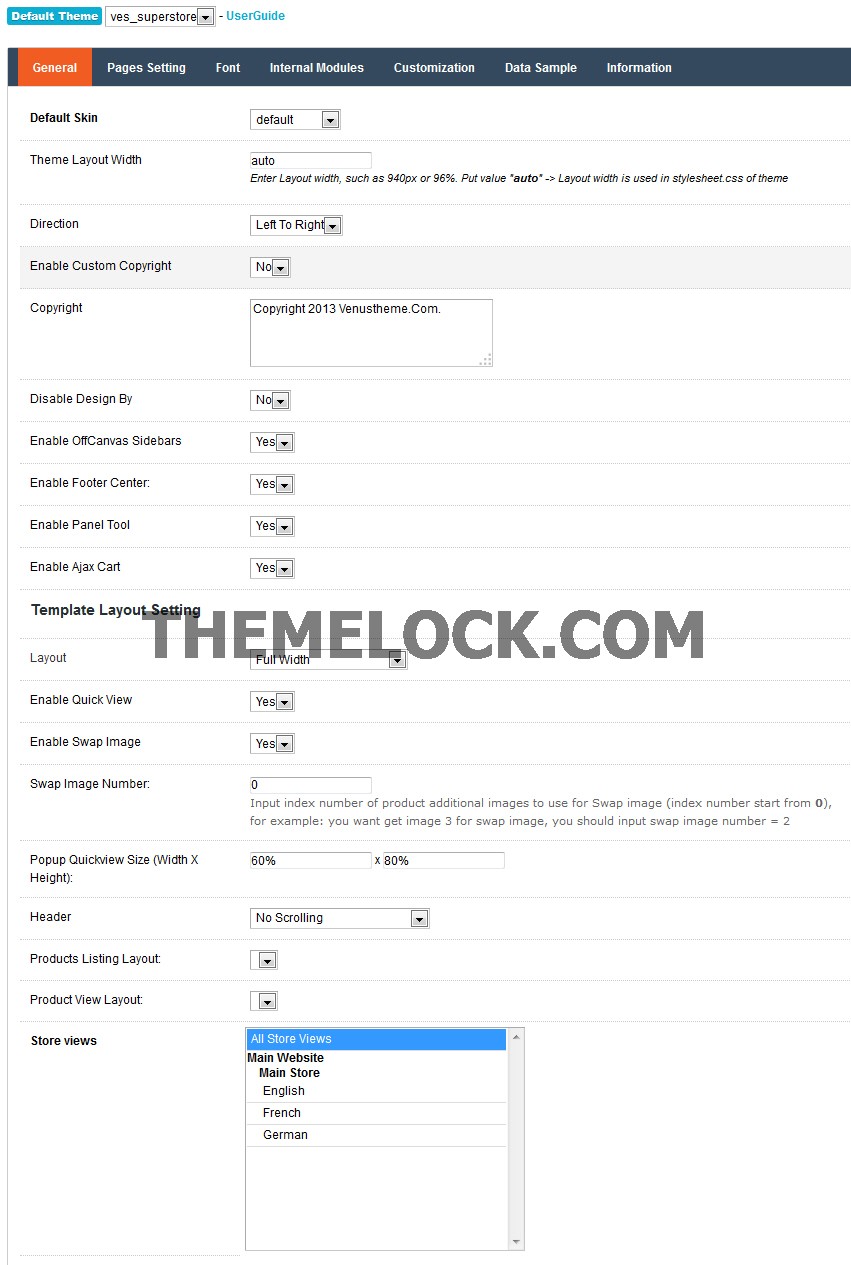 Default Theme ves_superstore - UserGuide
General Pages Setting Font Internal Modules Customization Data Sample Information
Default Skin default
Theme Layout Width auto
Enter Layout width, such as 940px or 96%. Put value "auto" -> Layout width is used in stylesheet.css of theme
Direction Left To Right
Enable Custom Copyright No
Copyright Copyright 2013 Venustheme.Com.
Disable Design By No
Enable OffCanvas Sidebars Yes
Enable Footer Center: Yes
Enable Panel Tool Yes
Enable Ajax Cart Yes
Template Layout Setting
THEMELOCK.COM
Layout Full Width
Enable Quick View Yes
Enable Swap Image Yes
Swap Image Number: 0
Input index number of product additional images to use for Swap image (index number start from 0),
for example: you want get image 3 for swap image, you should input swap image number = 2
Popup Quickview Size (Width X 60% x 80%
Height):
Header No Scrolling
Products Listing Layout:
Product View Layout:
Store views All Store Views
Main Website
Main Store
English
French
German